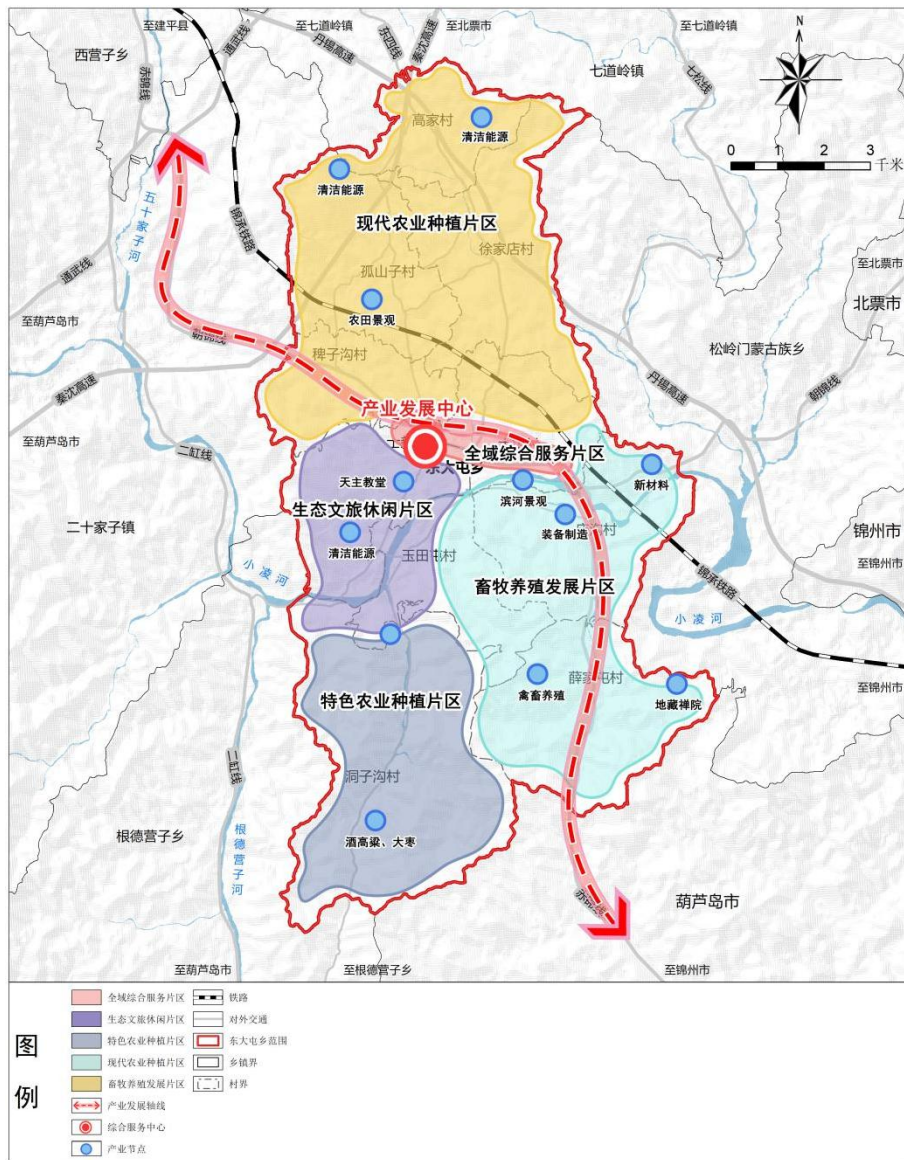 至建平县
至七道岭镇
至北票市
至七道岭镇
西营子乡
通武线
丹锡高速
东四线
秦沈高速
赤锦线
七道岭镇
七松线
N
高家村
清洁能源
0 1 2 3
千米
清洁能源
五十家子河
锦承铁路
现代农业种植片区
徐家店村
通武线
孤山子村
至北票市
农田景观
北票市
至葫芦岛市
朝锦线
稗子沟村
松岭门蒙古族乡
丹锡高速
朝锦线
秦沈高速
产业发展中心
至葫芦岛市
二缸线
全域综合服务片区
东大屯乡
天主教堂
新材料
滨河景观
生态文旅休闲片区
装备制造
二十家子镇
清洁能源
玉田屯村
锦州市
至锦州市
小凌河
锦承铁路
畜牧养殖发展片区
小凌河
薛家屯村
至锦州市
特色农业种植片区
禽畜养殖
地藏禅院
二缸线
洞子沟村
根德营子乡
酒高粱、大枣
根德营子河
赤锦线
葫芦岛市
至葫芦岛市
至根德营子乡
至锦州市
图例
全域综合服务片区
铁路
生态文旅休闲片区
对外交通
特色农业种植片区
东大屯乡范围
现代农业种植片区
乡镇界
畜牧养殖发展片区
村界
产业发展轴线
综合服务中心
产业节点